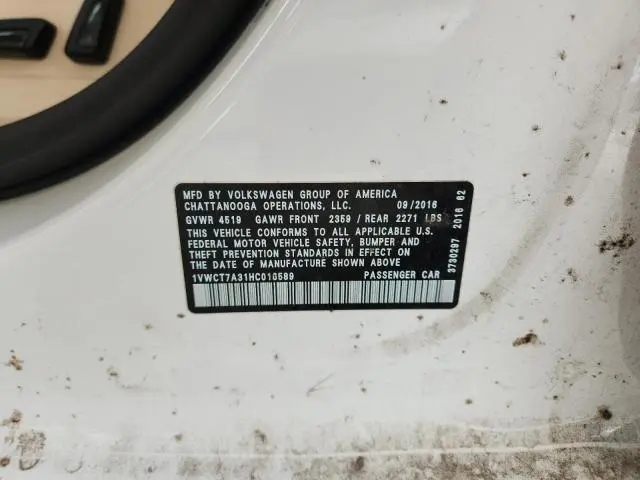 MFD BY VOLKSWAGEN GROUP OF AMERICA
CHATTANOOGA OPERATIONS, LLC. 09/2016
GVWR 4519 GAWR FRONT 2359 / REAR 2271 LBS
THIS VEHICLE CONFORMS TO ALL APPLICABLE U.S.
FEDERAL MOTOR VEHICLE SAFETY, BUMPER AND
THEFT PREVENTION STANDARDS IN EFFECT ON THE
DATE OF MANUFACTURE SHOWN ABOVE
1VWCT7A31HC010589 PASSENGER CAR
3730297 2016 62